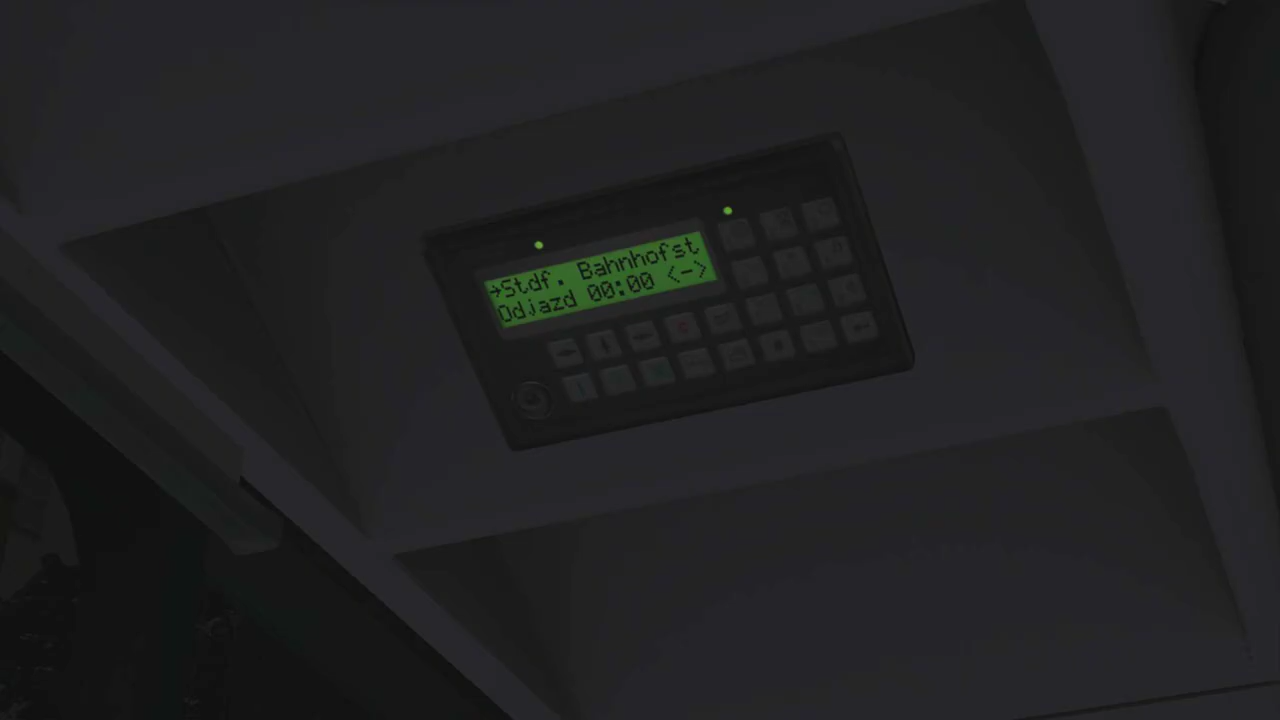 →Stdf. Bahnhofst
Odjazd 00:00 <->